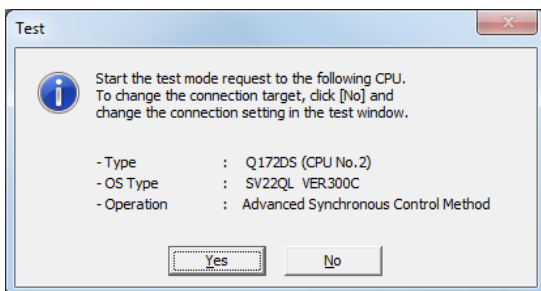 Test
Start the test mode request to the following CPU.
To change the connection target, click [No] and
change the connection setting in the test window.
- Type : Q172DS (CPU No.2)
- OS Type : SV22QL VER300C
- Operation : Advanced Synchronous Control Method
Yes No